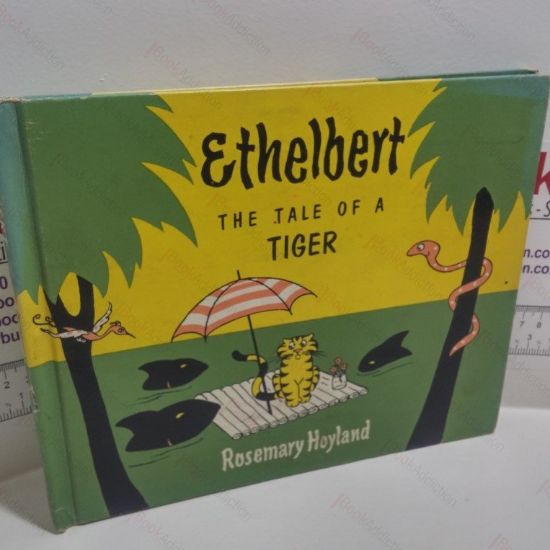 Ethelbert
THE TALE OF A
TIGER
Rosemary Hoyland